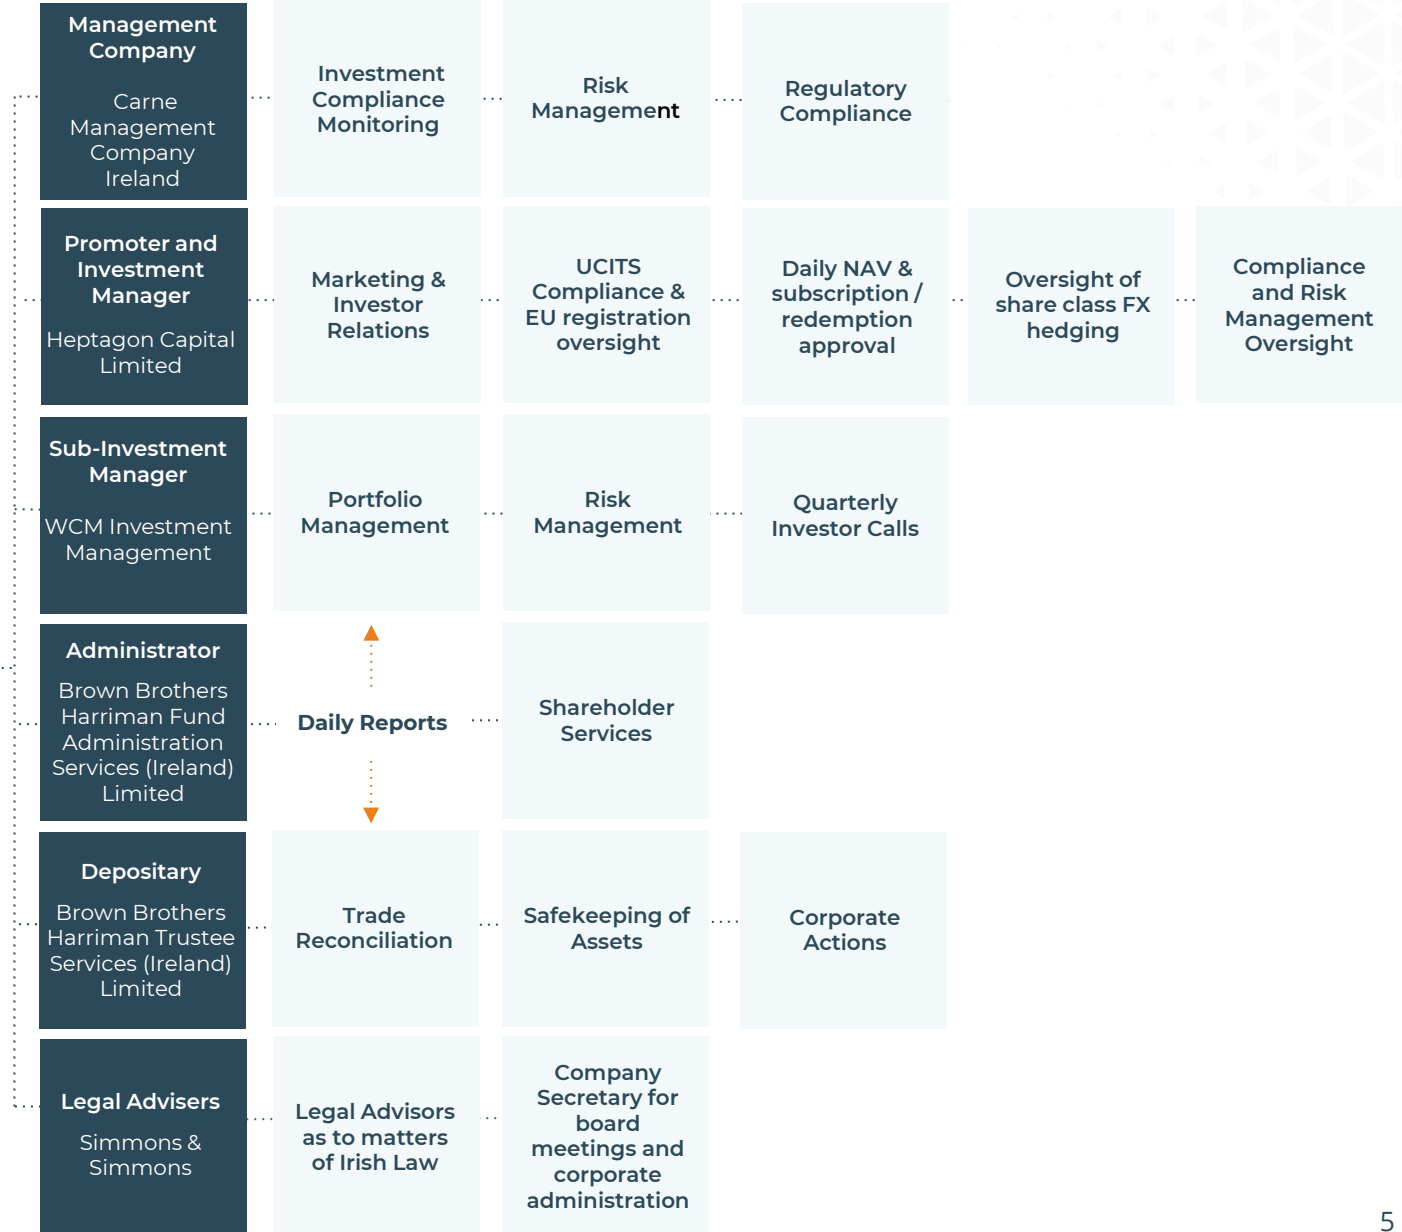 Management
Company
Carne
Management
Company
Ireland
Investment
Compliance
Monitoring
Risk
Management
Regulatory
Compliance
Promoter and
Investment
Manager
Heptagon Capital
Limited
Marketing &
Investor
Relations
UCITS
Compliance &
EU registration
oversight
Daily NAV &
subscription /
redemption
approval
Oversight of
share class FX
hedging
Compliance
and Risk
Management
Oversight
Sub-Investment
Manager
WCM Investment
Management
Portfolio
Management
Risk
Management
Quarterly
Investor Calls
Administrator
Brown Brothers
Harriman Fund
Administration
Services (Ireland)
Limited
Daily Reports
Shareholder
Services
Depositary
Brown Brothers
Harriman Trustee
Services (Ireland)
Limited
Trade
Reconciliation
Safekeeping of
Assets
Corporate
Actions
Legal Advisers
Simmons &
Simmons
Legal Advisors
as to matters
of Irish Law
Company
Secretary for
board
meetings and
corporate
administration
5